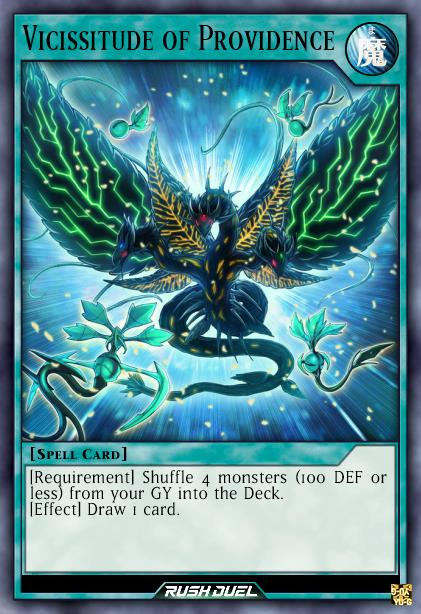 Vicissitude of Providence
ま
魔
[Spell Card]
[Requirement] Shuffle 4 monsters (100 DEF or
less) from your GY into the Deck.
[Effect] Draw 1 card.
RUSH DUEL